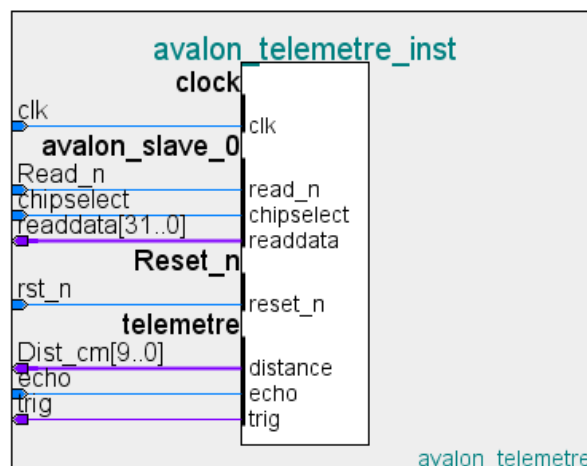 avalon_telemetre_inst
clock
clk
clk
avalon_slave_0
Read_n
read_n
chipselect
chipselect
readdata[31..0]
readdata
Reset_n
rst_n
reset_n
telemetre
Dist_cm[9..0]
distance
echo
echo
trig
trig
avalon_telemetre